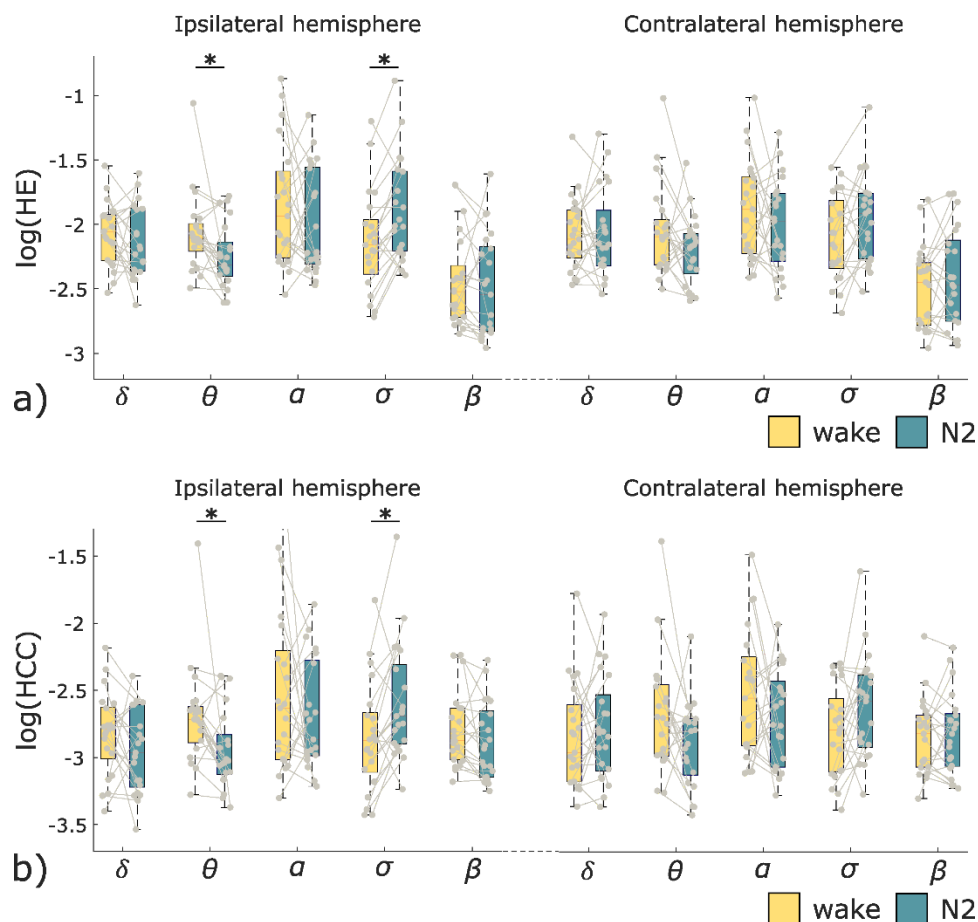 Ipsilateral hemisphere Contralateral hemisphere
* *
log(HE)
-1
-1.5
-2
-2.5
-3
a)
δ θ α σ β δ θ α σ β
wake N2
Ipsilateral hemisphere Contralateral hemisphere
* *
log(HCC)
-1.5
-2
-2.5
-3
-3.5
b)
δ θ α σ β δ θ α σ β
wake N2